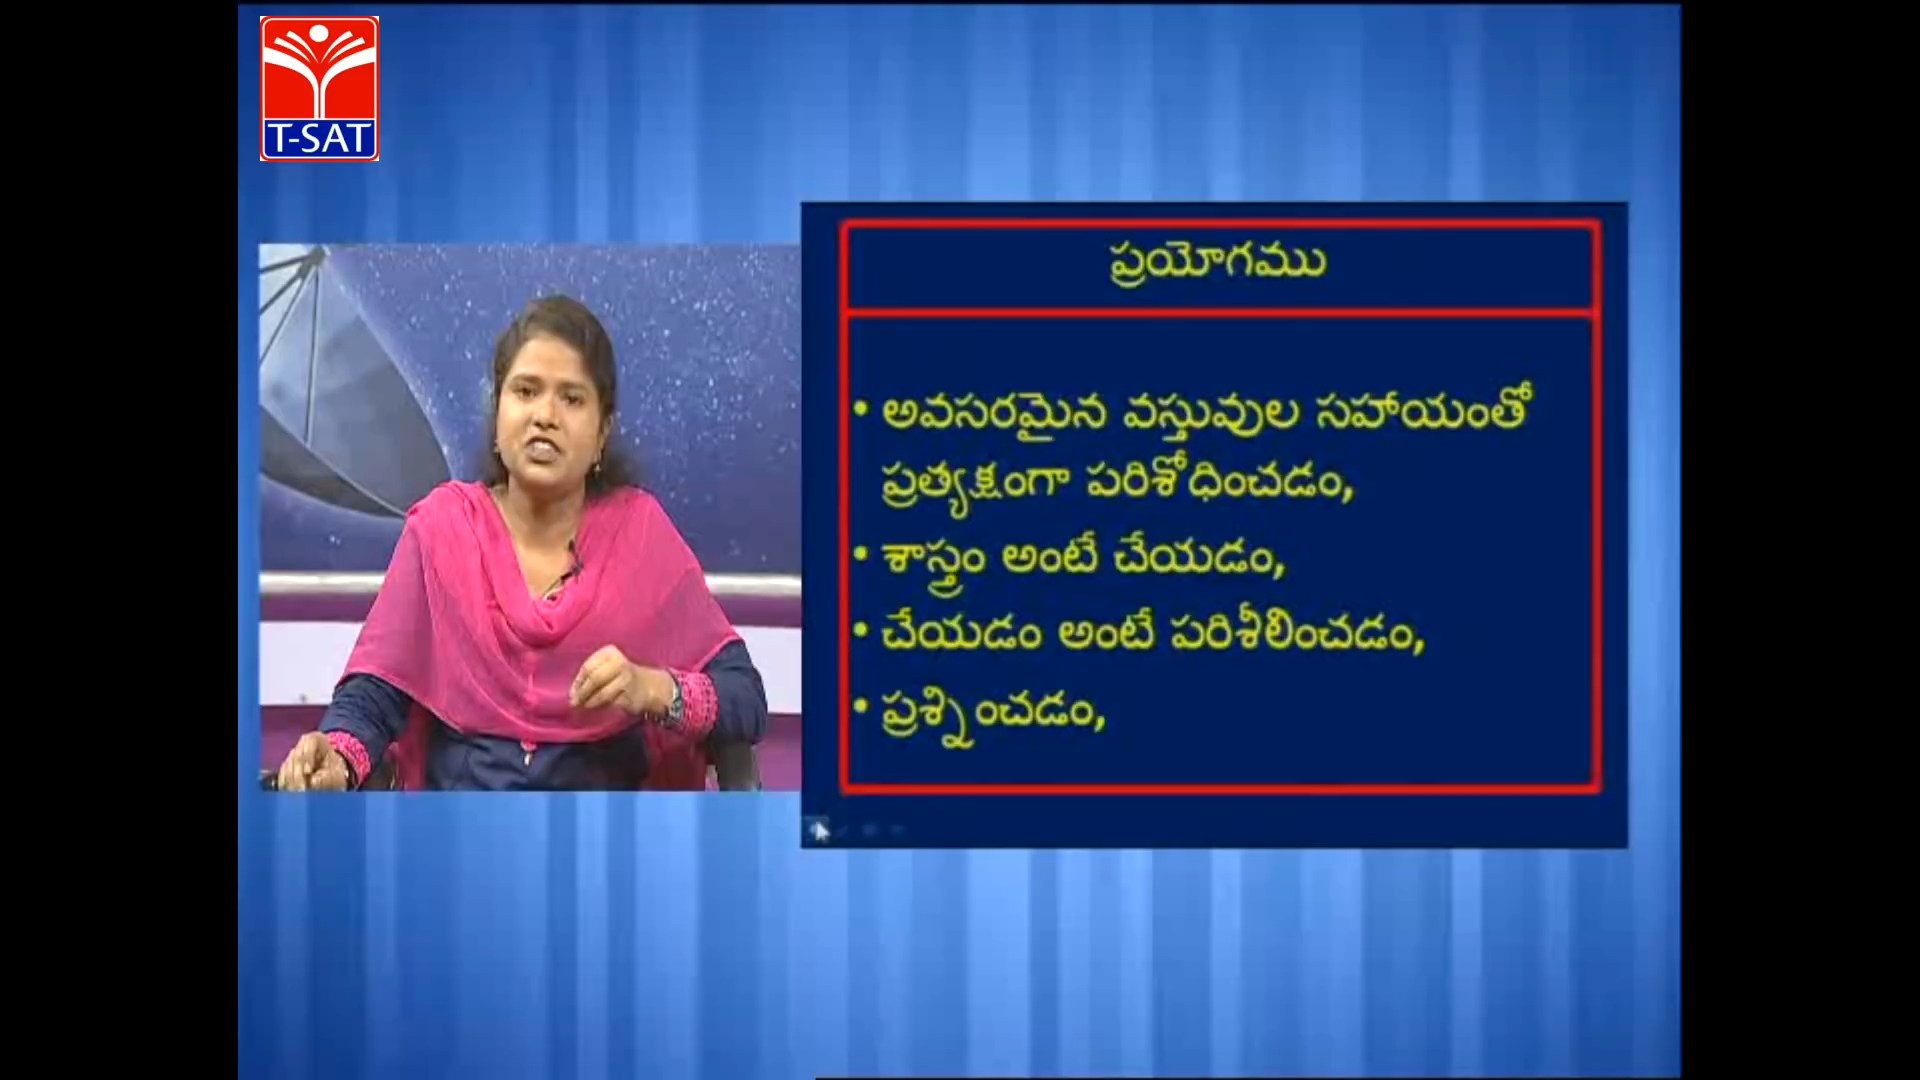 T-SAT
ప్రయోగము
• అవసరమైన వస్తువుల సహాయంతో
ప్రత్యక్షంగా పరిశోధించడం,
• శాస్త్రం అంటే చేయడం,
• చేయడం అంటే పరిశీలించడం,
• ప్రశ్నించడం,